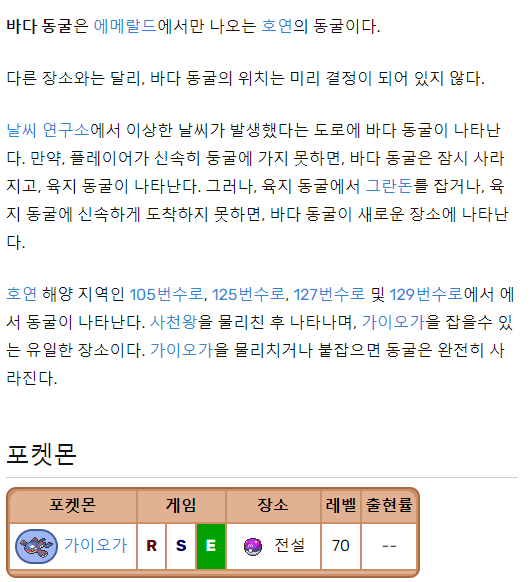 바다 동굴은 에메랄드에서만 나오는 호연의 동굴이다.
다른 장소와는 달리, 바다 동굴의 위치는 미리 결정이 되어 있지 않다.
날씨 연구소에서 이상한 날씨가 발생했다는 도로에 바다 동굴이 나타난
다. 만약, 플레이어가 신속히 동굴에 가지 못하면, 바다 동굴은 잠시 사라
지고, 육지 동굴이 나타난다. 그러나, 육지 동굴에서 그란돈를 잡거나, 육
지 동굴에 신속하게 도착하지 못하면, 바다 동굴이 새로운 장소에 나타난
다.
호연 해양 지역인 105번수로, 125번수로, 127번수로 및 129번수로에서 에
서 동굴이 나타난다. 사천왕을 물리친 후 나타나며, 가이오가을 잡을수 있
는 유일한 장소이다. 가이오가을 물리치거나 붙잡으면 동굴은 완전히 사
라진다.
포켓몬
포켓몬 게임 장소 레벨 출현률
가이오가 R S E 전설 70 --